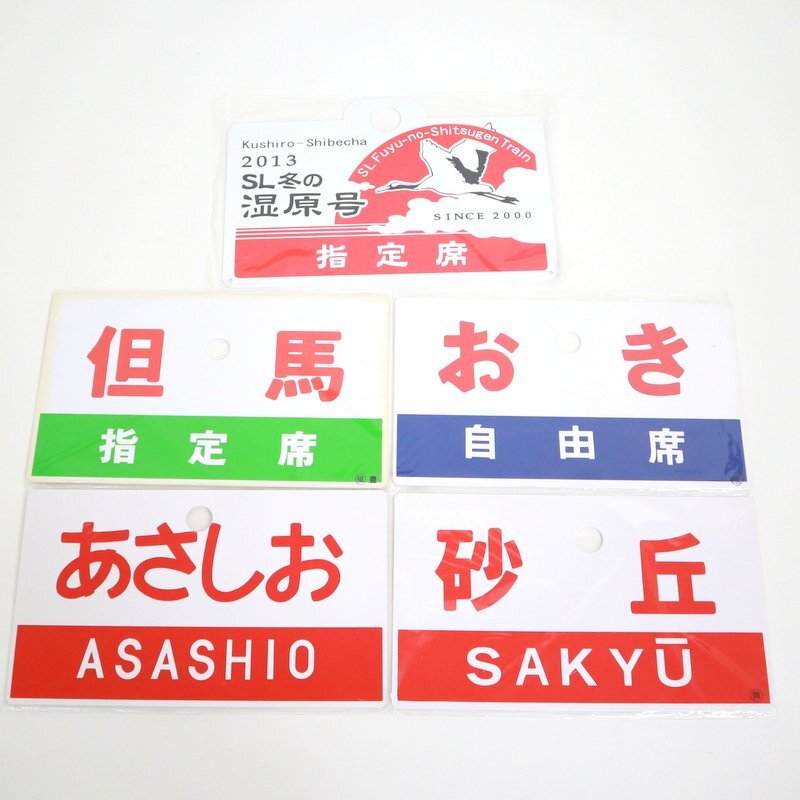 Kushiro-Shibecha
2013
SL冬の
湿原号
SL Fuyu-no-Shitsugen Train
SINCE 2000
指定席
但馬
指定席
おき
自由席
あさしお
ASASHIO
砂丘
SAKYŪ